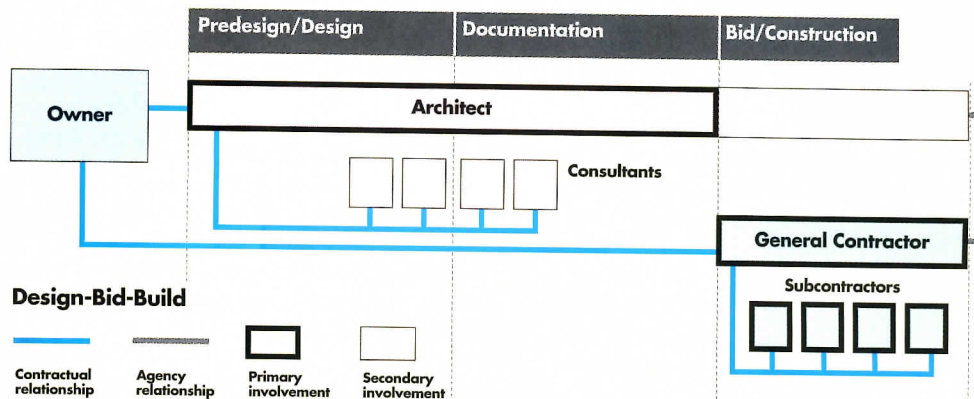 Predesign/Design
Documentation
Bid/Construction
Owner
Architect
Consultants
General Contractor
Subcontractors
Design-Bid-Build
Contractual
relationship
Agency
relationship
Primary
involvement
Secondary
involvement